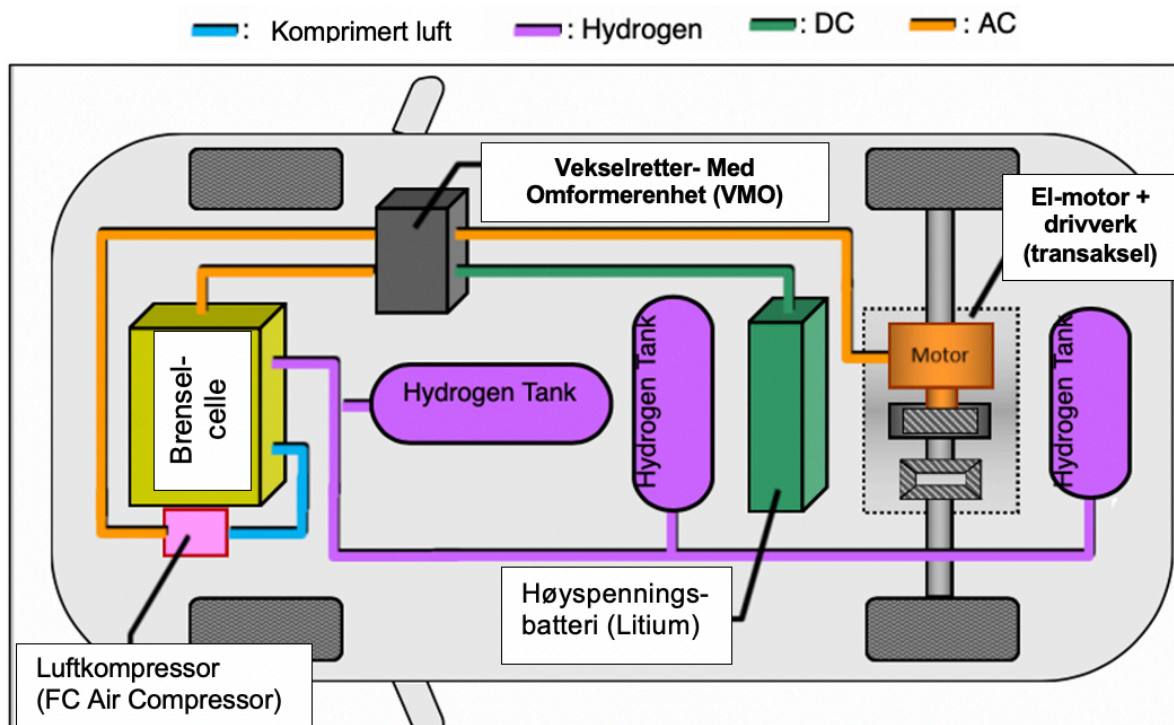 : Komprimert luft : Hydrogen : DC : AC
Vekselretter- Med
Omformerenhet (VMO)
El-motor +
drivverk
(transaksel)
Brensel-
celle
Hydrogen Tank
Hydrogen Tank
Motor
Hydrogen Tank
Høyspennings-
batteri (Litium)
Luftkompressor
(FC Air Compressor)